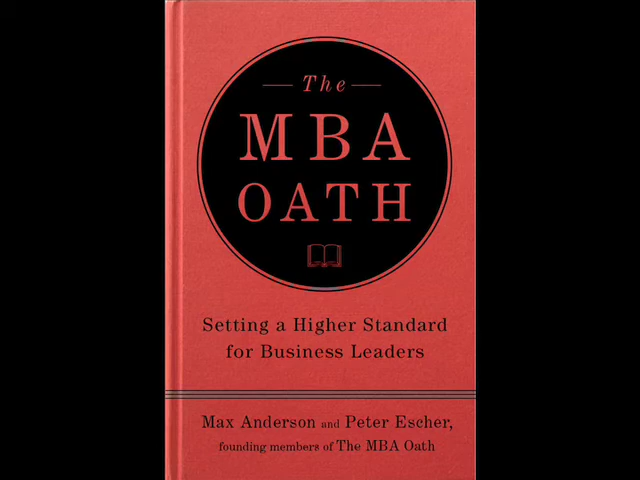 The
MBA
OATH
Setting a Higher Standard
for Business Leaders
Max Anderson and Peter Escher,
founding members of The MBA Oath